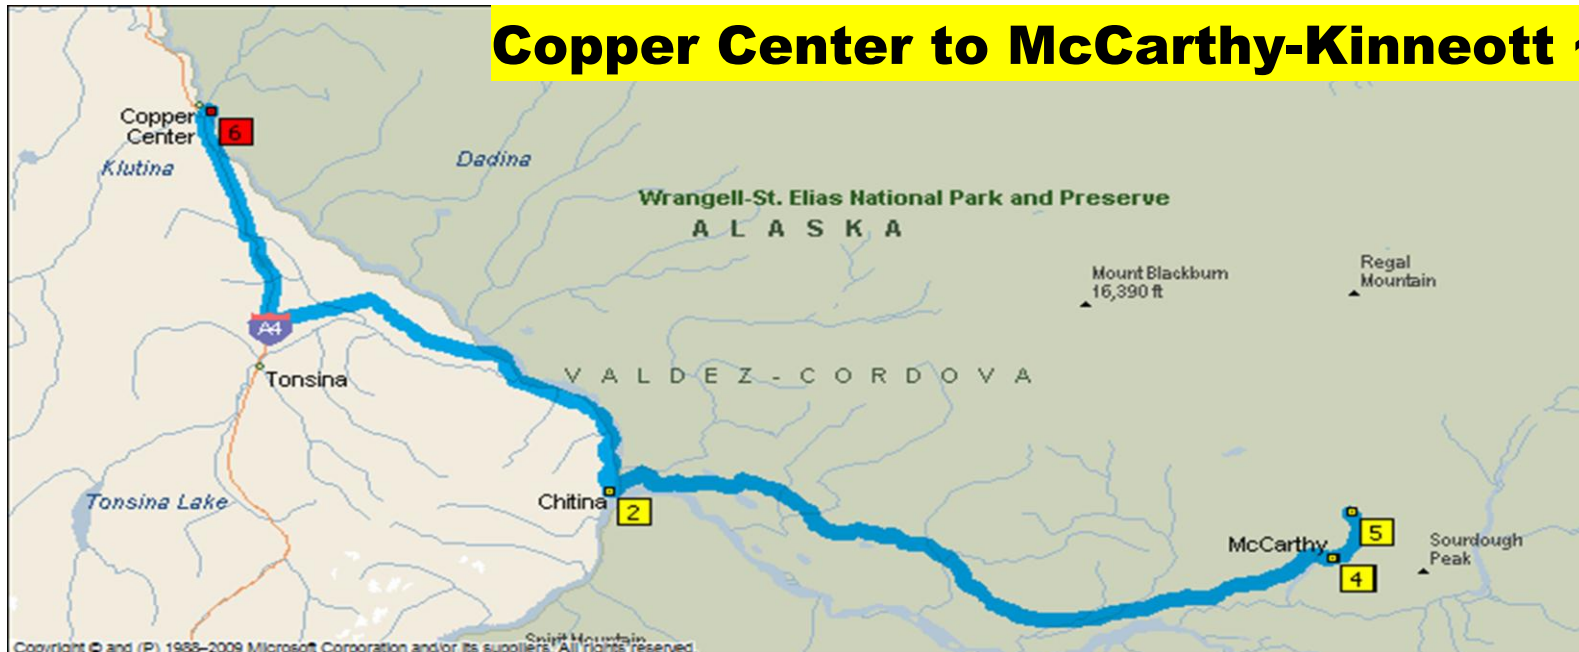 Copper Center to McCarthy-Kinneott
Copper
Center
6
Klutina
Dadina
Wrangell-St. Elias National Park and Preserve
ALASKA
Mount Blackburn
16,390 ft
Regal
Mountain
A4
Tonsina
VALDEZ-CORDOVA
Tonsina Lake
Chitina
2
McCarthy
5
4
Sourdough
Peak
Spirit Mountain
Copyright © and (P) 1988–2009 Microsoft Corporation and/or its suppliers. All rights reserved.